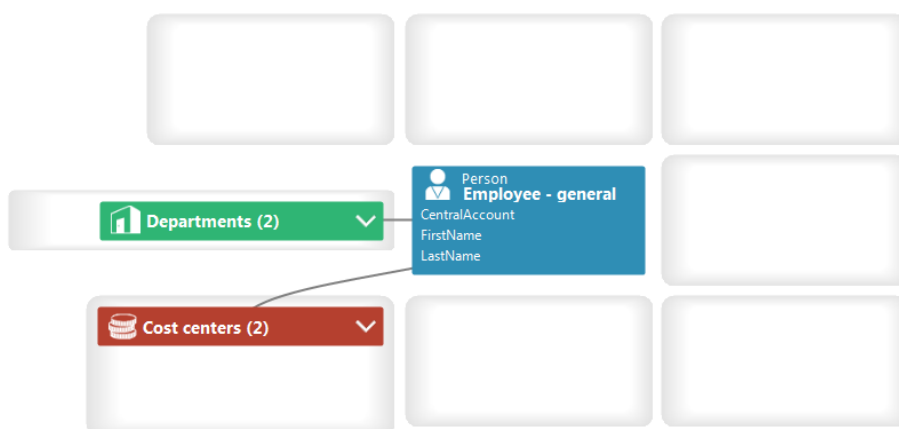 Person
Employee - general
CentralAccount
FirstName
LastName
Departments (2)
Cost centers (2)